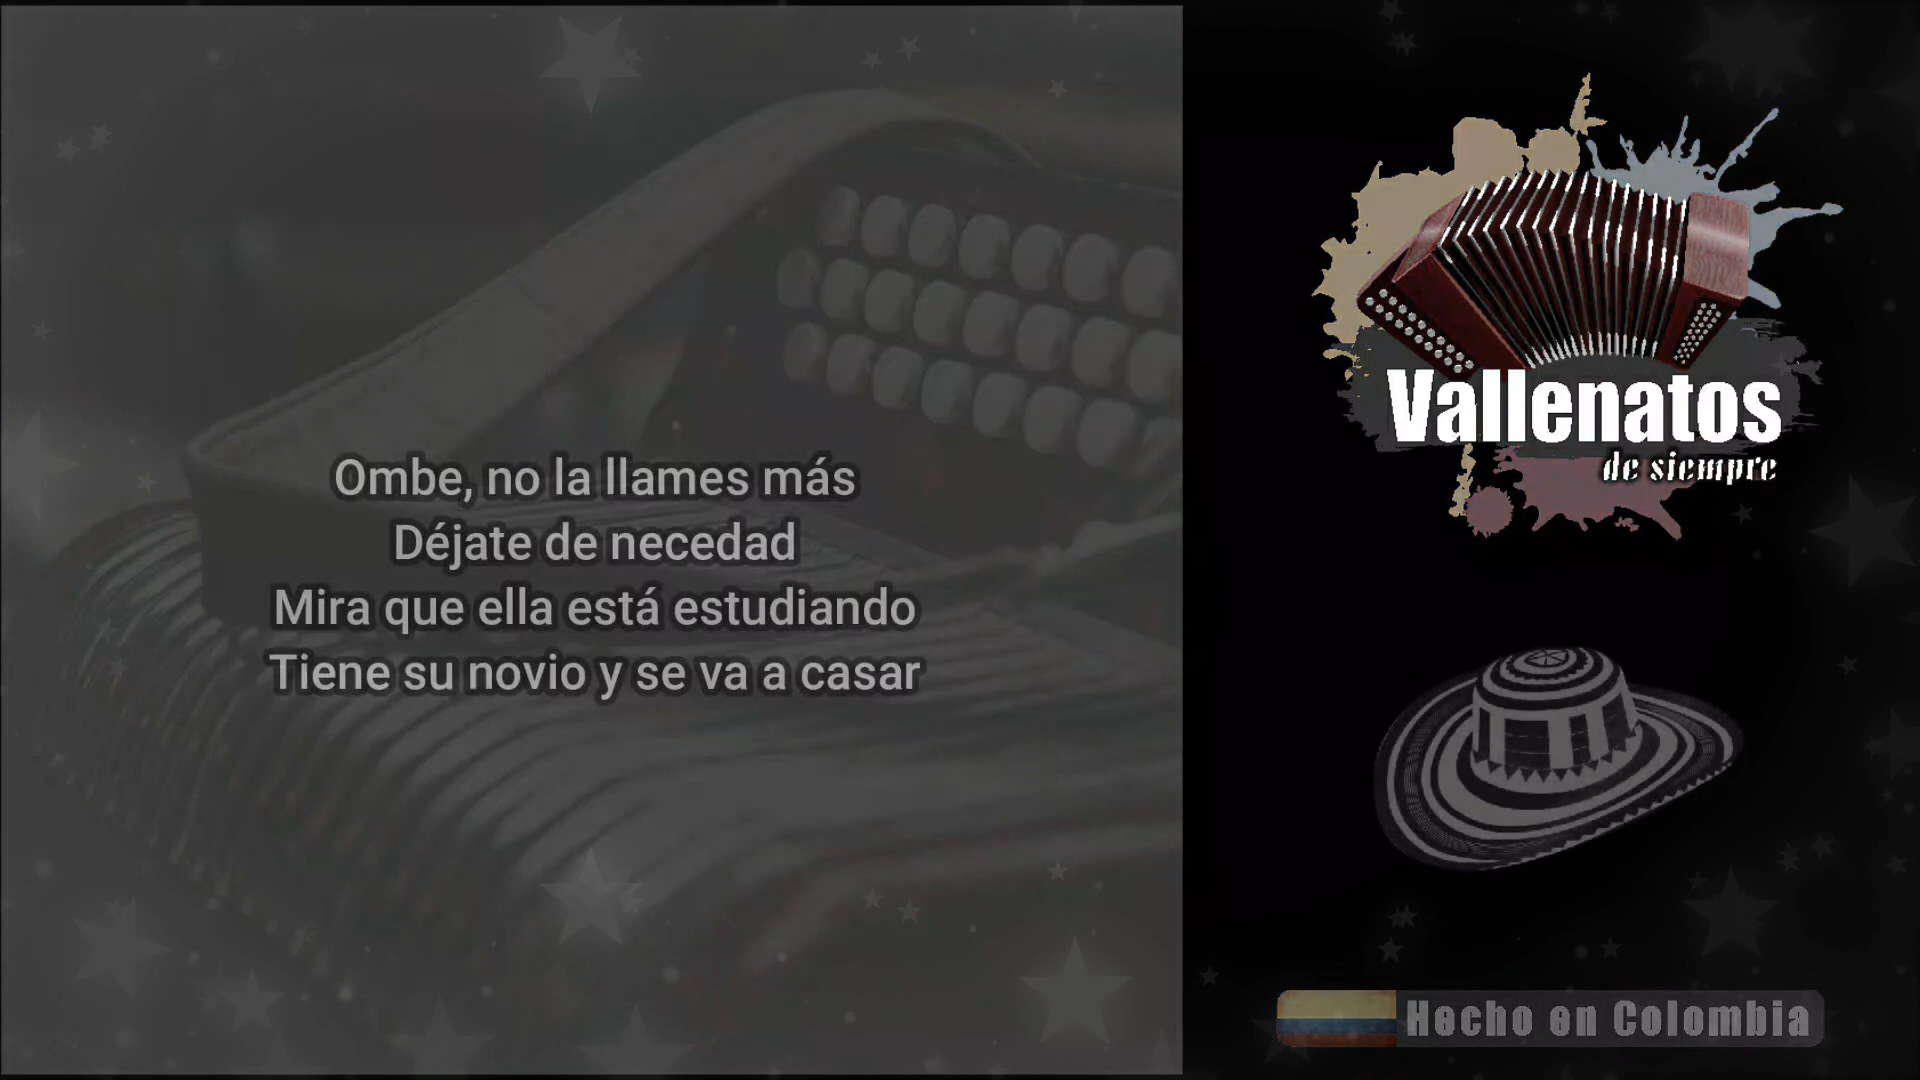 Ombe, no la llames más
Déjate de necedad
Mira que ella está estudiando
Tiene su novio y se va a casar
Vallenatos
de siempre
Hecho en Colombia